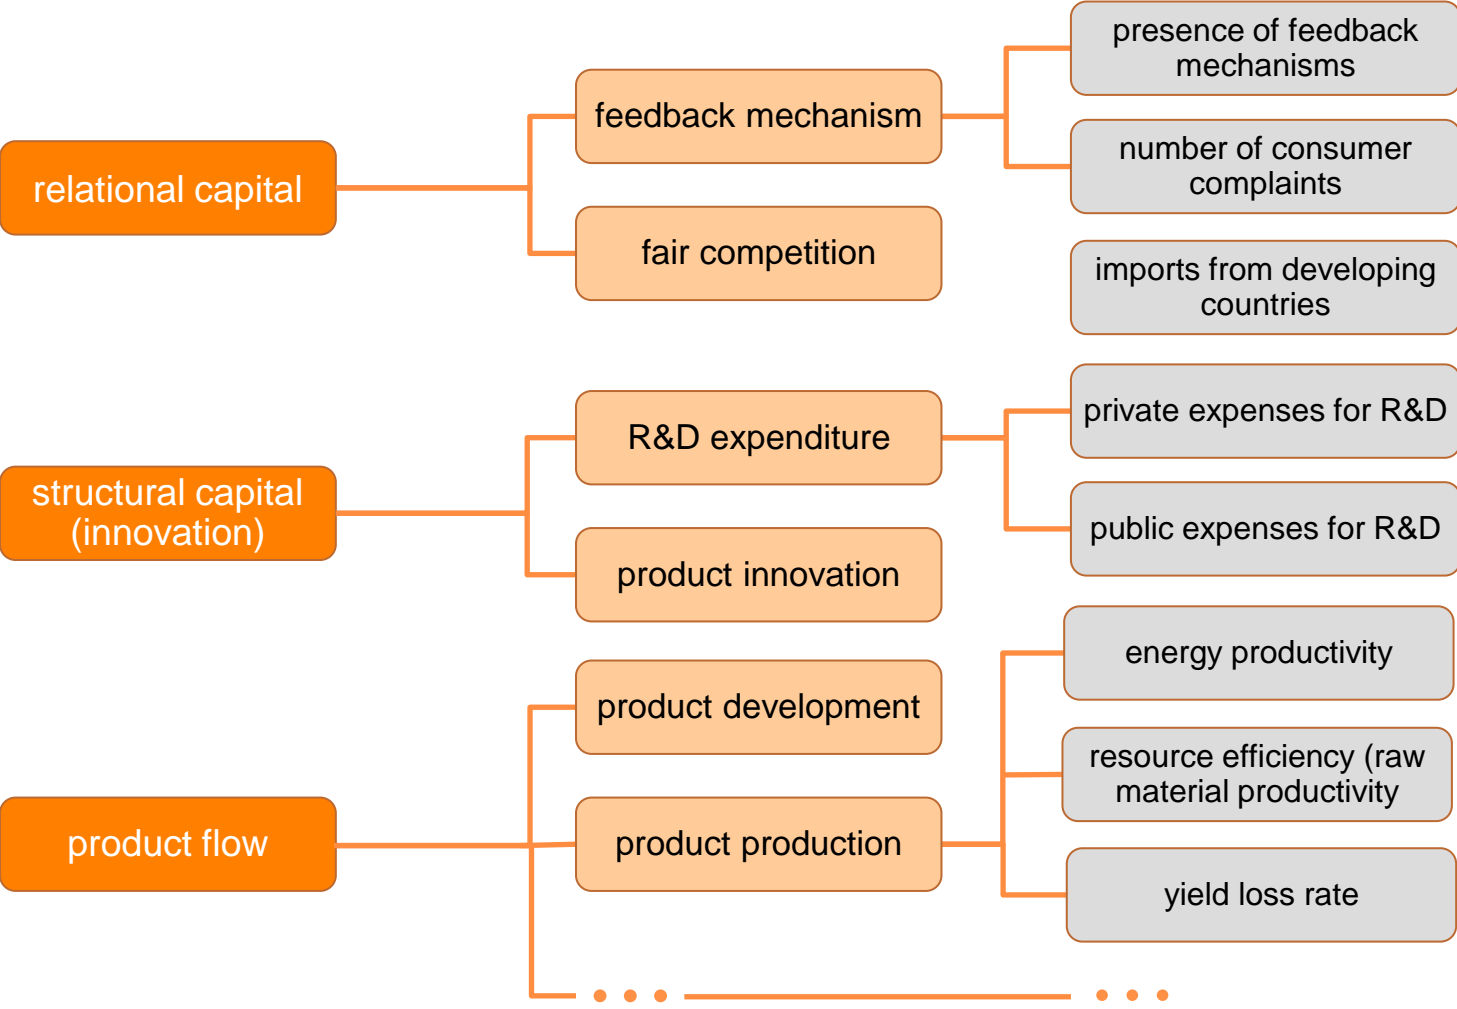 relational capital
feedback mechanism
presence of feedback
mechanisms
number of consumer
complaints
fair competition
imports from developing
countries
structural capital
(innovation)
R&D expenditure
private expenses for R&D
public expenses for R&D
product innovation
product flow
product development
product production
energy productivity
resource efficiency (raw
material productivity
yield loss rate